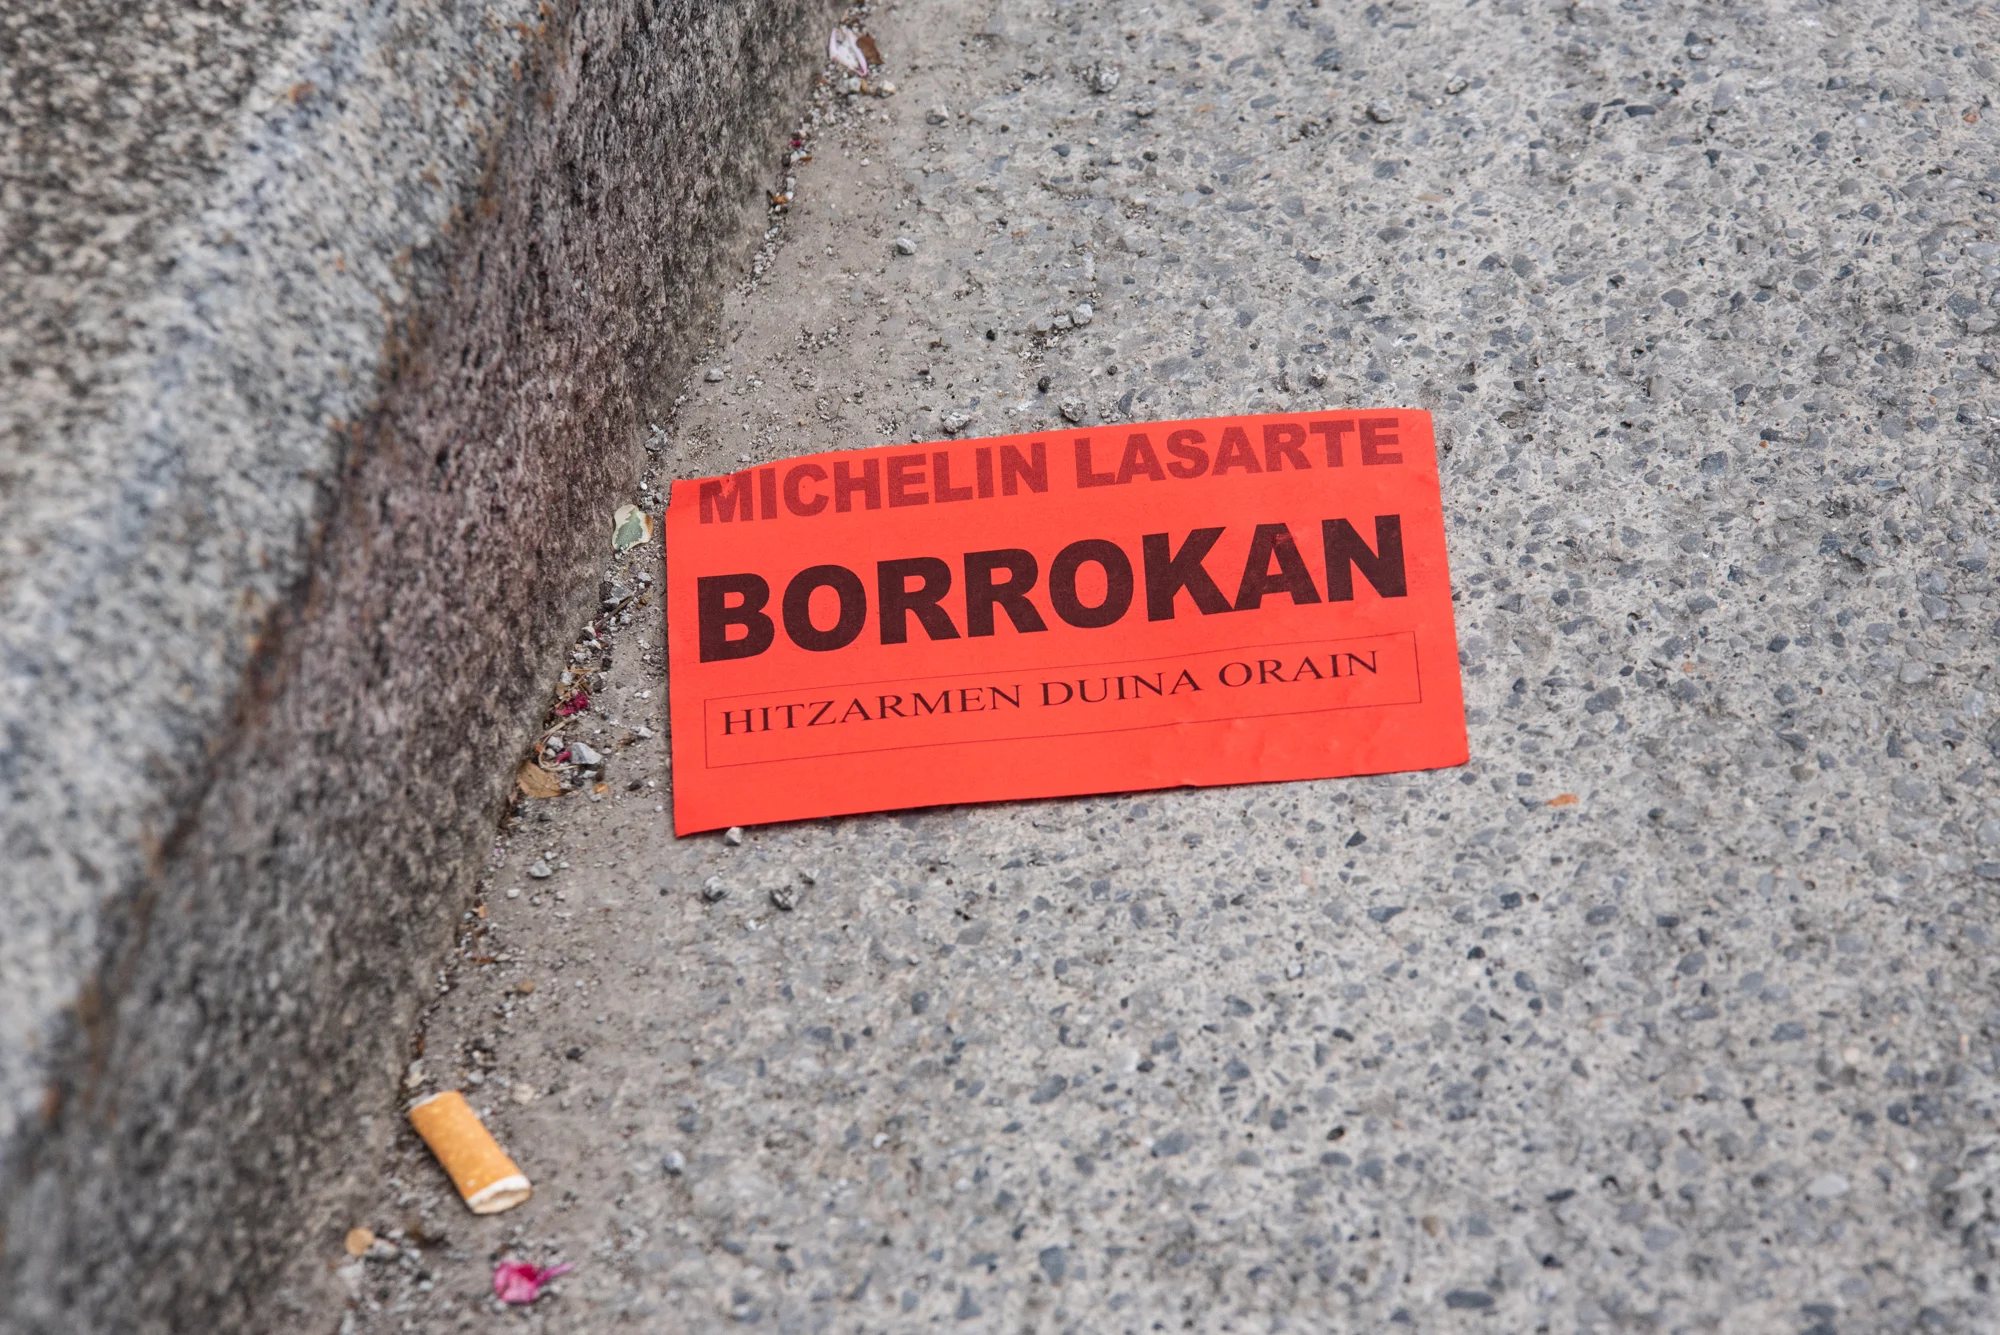 MICHELIN LASARTE
BORROKAN
HITZARMEN DUINA ORAIN